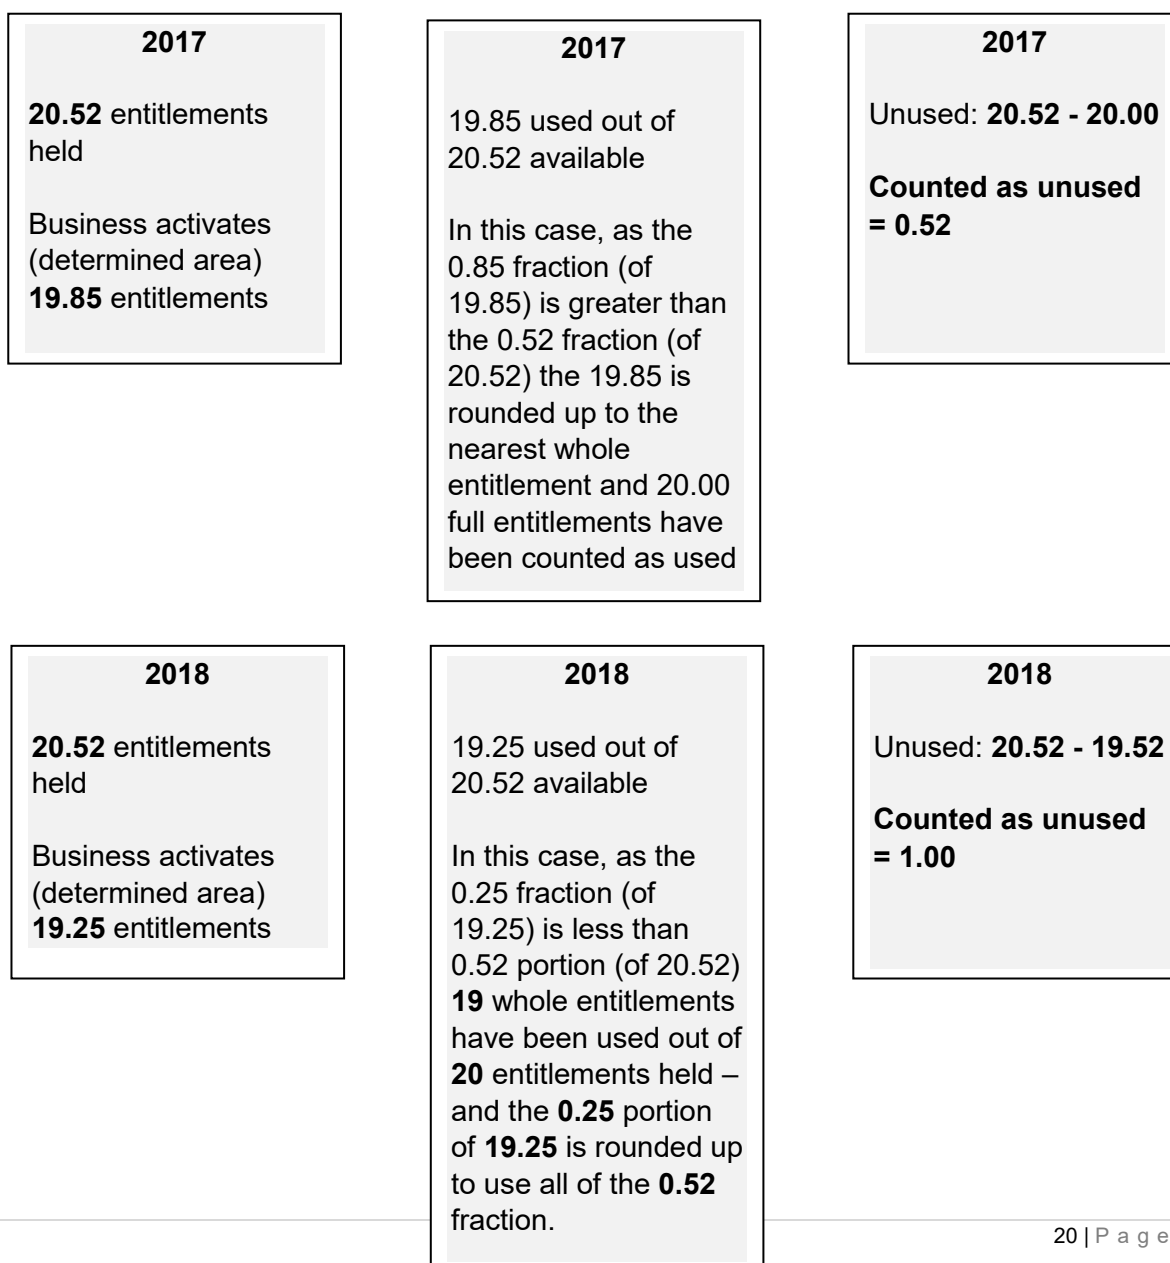 2017
20.52 entitlements
held
Business activates
(determined area)
19.85 entitlements
2017
19.85 used out of
20.52 available
In this case, as the
0.85 fraction (of
19.85) is greater than
the 0.52 fraction (of
20.52) the 19.85 is
rounded up to the
nearest whole
entitlement and 20.00
full entitlements have
been counted as used
2017
Unused: 20.52 - 20.00
Counted as unused
= 0.52
2018
20.52 entitlements
held
Business activates
(determined area)
19.25 entitlements
2018
19.25 used out of
20.52 available
In this case, as the
0.25 fraction (of
19.25) is less than
0.52 portion (of 20.52)
19 whole entitlements
have been used out of
20 entitlements held –
and the 0.25 portion
of 19.25 is rounded up
to use all of the 0.52
fraction.
2018
Unused: 20.52 - 19.52
Counted as unused
= 1.00
20 | P a g e